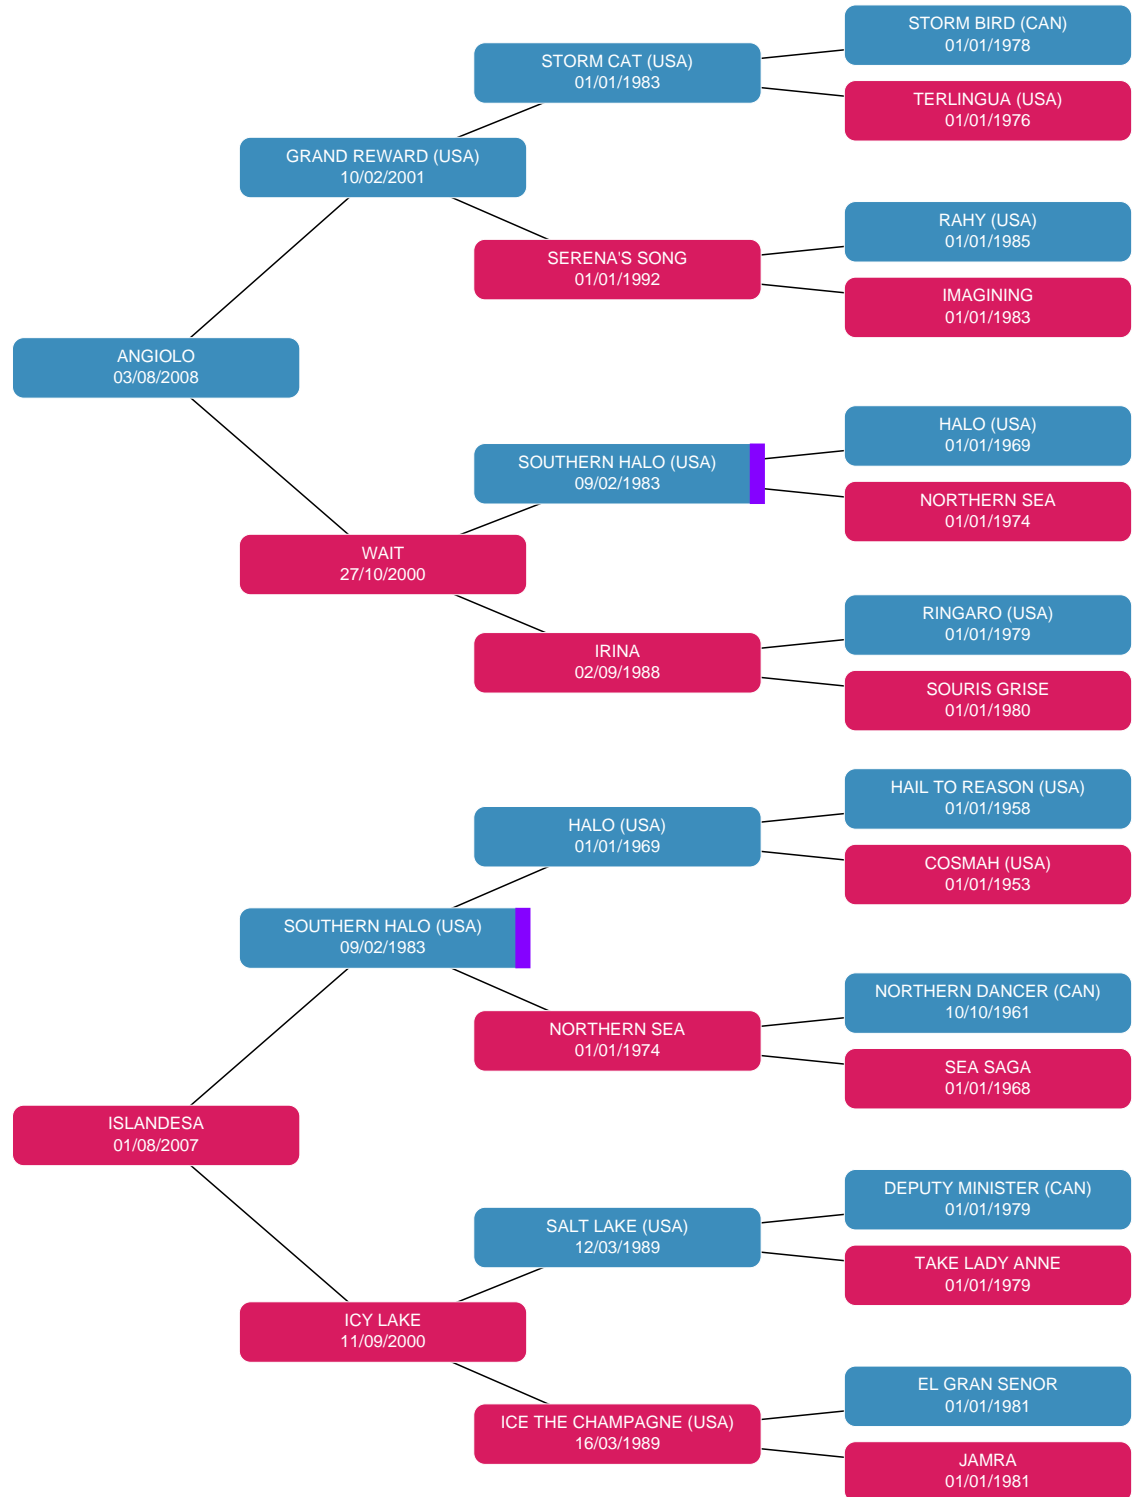 STORM BIRD (CAN)
01/01/1978
STORM CAT (USA)
01/01/1983
TERLINGUA (USA)
01/01/1976
GRAND REWARD (USA)
10/02/2001
RAHY (USA)
01/01/1985
SERENA'S SONG
01/01/1992
IMAGINING
01/01/1983
ANGIOLO
03/08/2008
HALO (USA)
01/01/1969
SOUTHERN HALO (USA)
09/02/1983
NORTHERN SEA
01/01/1974
WAIT
27/10/2000
RINGARO (USA)
01/01/1979
IRINA
02/09/1988
SOURIS GRISE
01/01/1980
HAIL TO REASON (USA)
01/01/1958
HALO (USA)
01/01/1969
COSMAH (USA)
01/01/1953
SOUTHERN HALO (USA)
09/02/1983
NORTHERN DANCER (CAN)
10/10/1961
NORTHERN SEA
01/01/1974
SEA SAGA
01/01/1968
ISLANDESA
01/08/2007
DEPUTY MINISTER (CAN)
01/01/1979
SALT LAKE (USA)
12/03/1989
TAKE LADY ANNE
01/01/1979
ICY LAKE
11/09/2000
EL GRAN SENOR
01/01/1981
ICE THE CHAMPAGNE (USA)
16/03/1989
JAMRA
01/01/1981